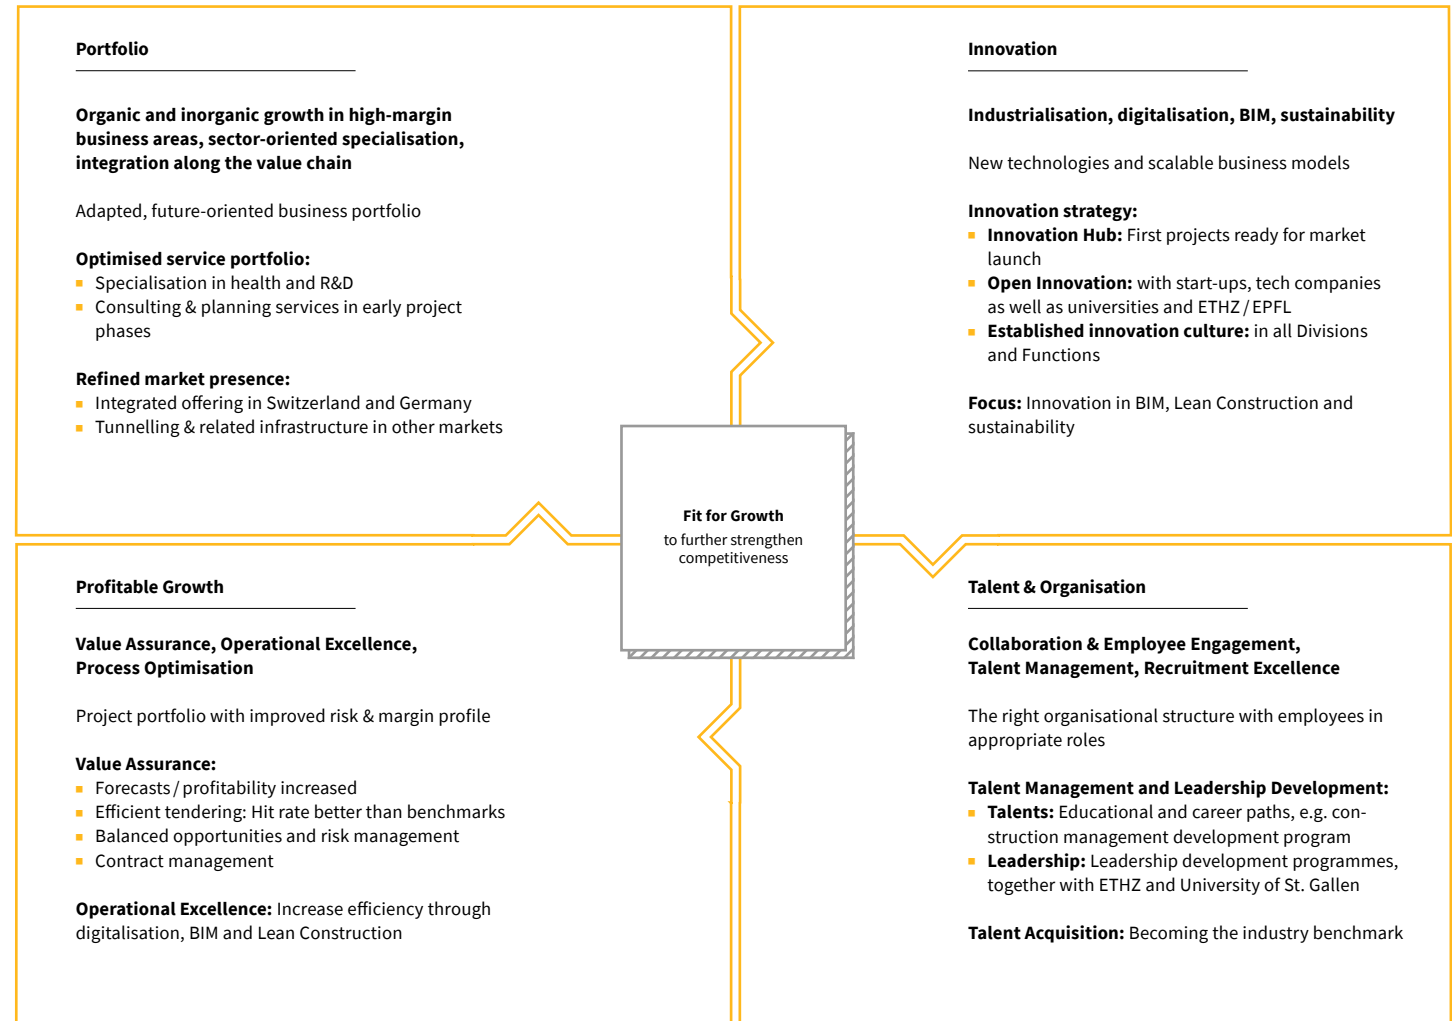 Portfolio
Organic and inorganic growth in high-margin
business areas, sector-oriented specialisation,
integration along the value chain
Adapted, future-oriented business portfolio
Optimised service portfolio:
Specialisation in health and R&D
Consulting & planning services in early project
phases
Refined market presence:
Integrated offering in Switzerland and Germany
Tunnelling & related infrastructure in other markets
Innovation
Industrialisation, digitalisation, BIM, sustainability
New technologies and scalable business models
Innovation strategy:
Innovation Hub: First projects ready for market
launch
Open Innovation: with start-ups, tech companies
as well as universities and ETHZ / EPFL
Established innovation culture: in all Divisions
and Functions
Focus: Innovation in BIM, Lean Construction and
sustainability
Fit for Growth
to further strengthen
competitiveness
Profitable Growth
Value Assurance, Operational Excellence,
Process Optimisation
Project portfolio with improved risk & margin profile
Value Assurance:
Forecasts / profitability increased
Efficient tendering: Hit rate better than benchmarks
Balanced opportunities and risk management
Contract management
Operational Excellence: Increase efficiency through
digitalisation, BIM and Lean Construction
Talent & Organisation
Collaboration & Employee Engagement,
Talent Management, Recruitment Excellence
The right organisational structure with employees in
appropriate roles
Talent Management and Leadership Development:
Talents: Educational and career paths, e.g. con-
struction management development program
Leadership: Leadership development programmes,
together with ETHZ and University of St. Gallen
Talent Acquisition: Becoming the industry benchmark